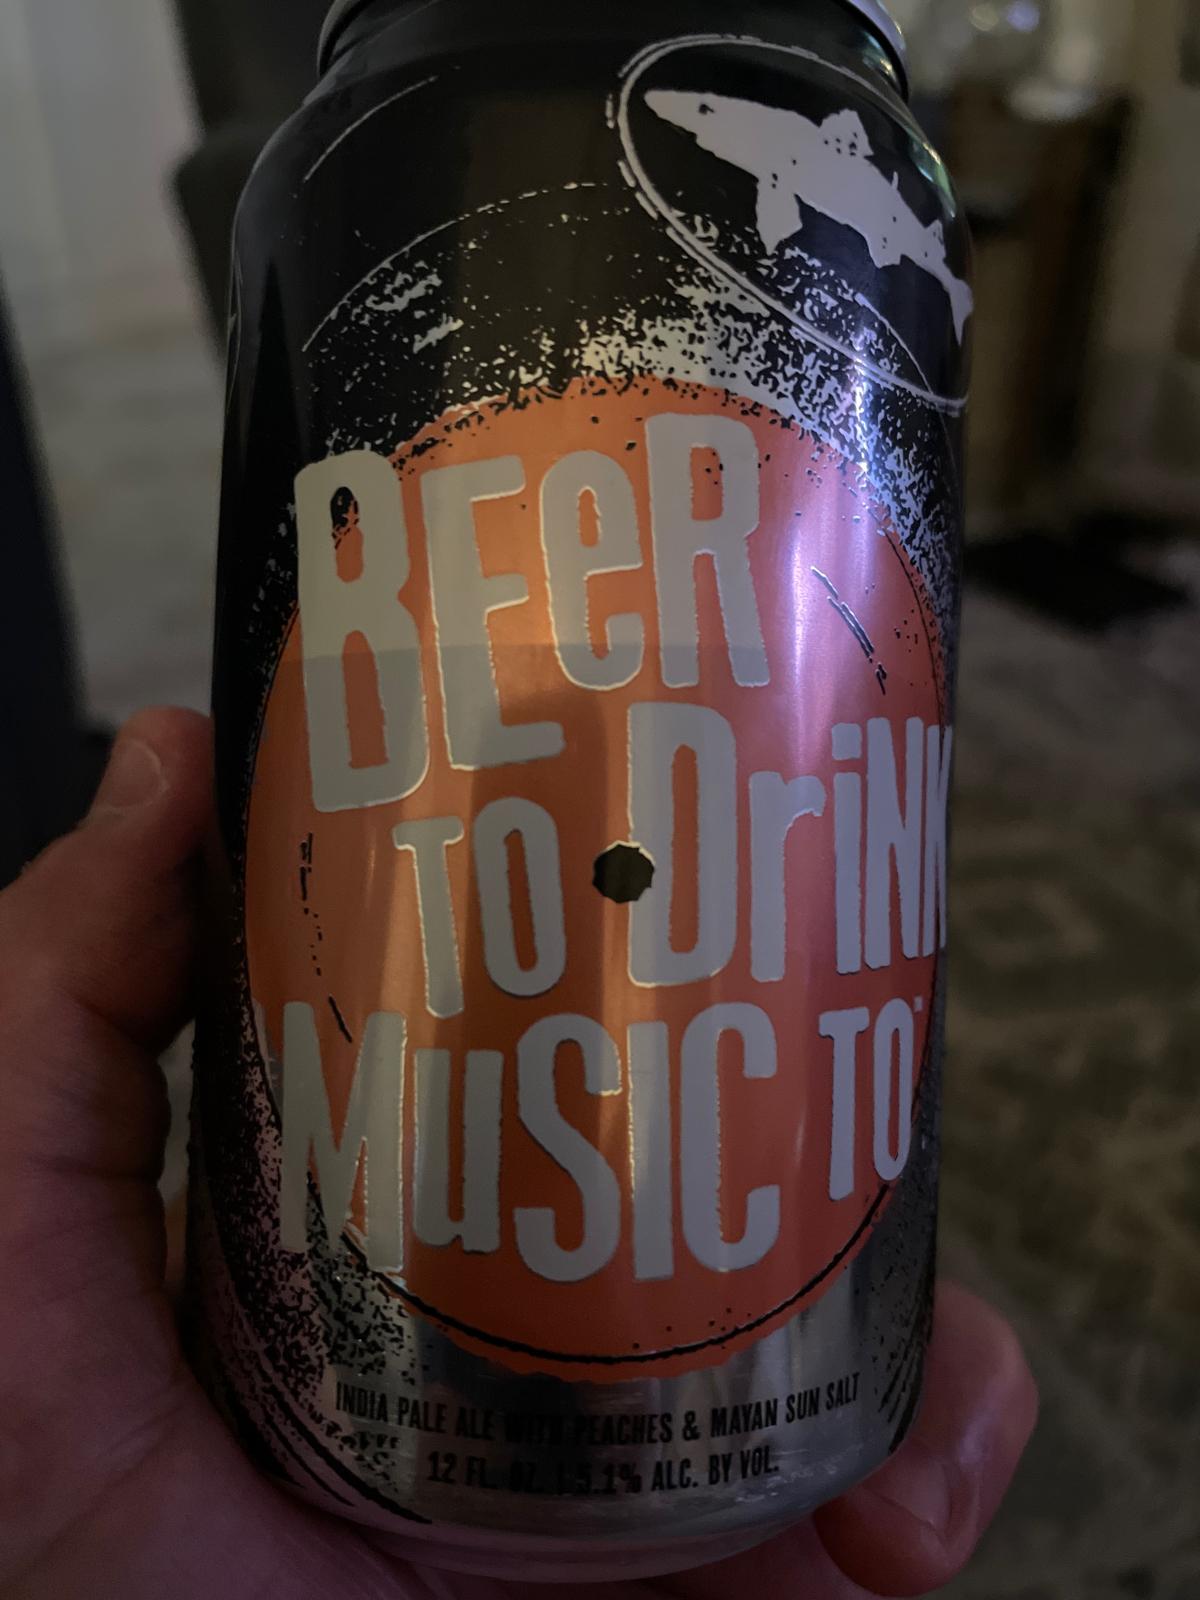 BEeR
TO DriNK
MuSIC TO™
INDIA PALE ALE WITH PEACHES & MAYAN SUN SALT
12 FL. OZ. | 5.1% ALC. BY VOL.